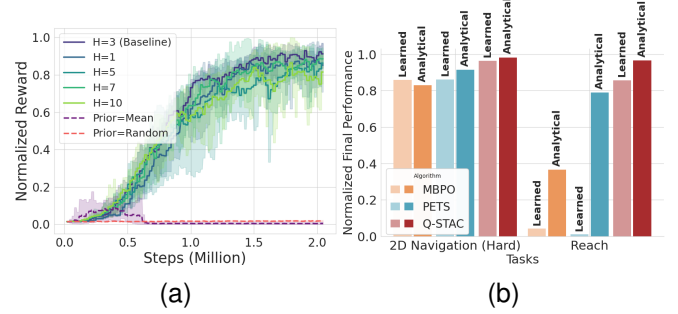 Normalized Reward
1.0
0.8
0.6
0.4
0.2
0.0
H=3 (Baseline)
H=1
H=5
H=7
H=10
Prior=Mean
Prior=Random
0.0
0.5
1.0
1.5
2.0
Steps (Million)
(a)
Normalized Final Performance
1.0
0.8
0.6
0.4
0.2
0.0
Learned
Analytical
Learned
Analytical
Learned
Analytical
Learned
Analytical
Learned
Analytical
Learned
Analytical
Algorithm
MBPO
PETS
Q-STAC
2D Navigation (Hard)
Reach
Tasks
(b)